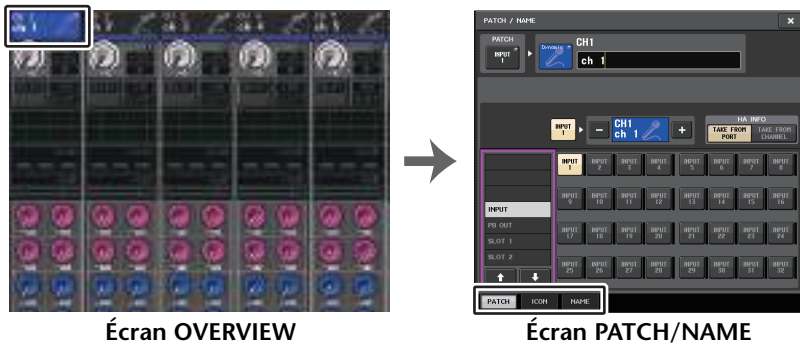 ch 1
Écran OVERVIEW
PATCH / NAME
×
PATCH
INPUT
1
Dynamic
CH1
ch 1
INPUT
1
−
CH1
ch 1
+
HA INFO
TAKE FROM
PORT
TAKE FROM
CHANNEL
INPUT
PB OUT
SLOT 1
SLOT 2
INPUT 1 INPUT 2 INPUT 3 INPUT 4 INPUT 5 INPUT 6 INPUT 7 INPUT 8
INPUT 9 INPUT 10 INPUT 11 INPUT 12 INPUT 13 INPUT 14 INPUT 15 INPUT 16
INPUT 17 INPUT 18 INPUT 19 INPUT 20 INPUT 21 INPUT 22 INPUT 23 INPUT 24
INPUT 25 INPUT 26 INPUT 27 INPUT 28 INPUT 29 INPUT 30 INPUT 31 INPUT 32
PATCH ICON NAME
Écran PATCH/NAME